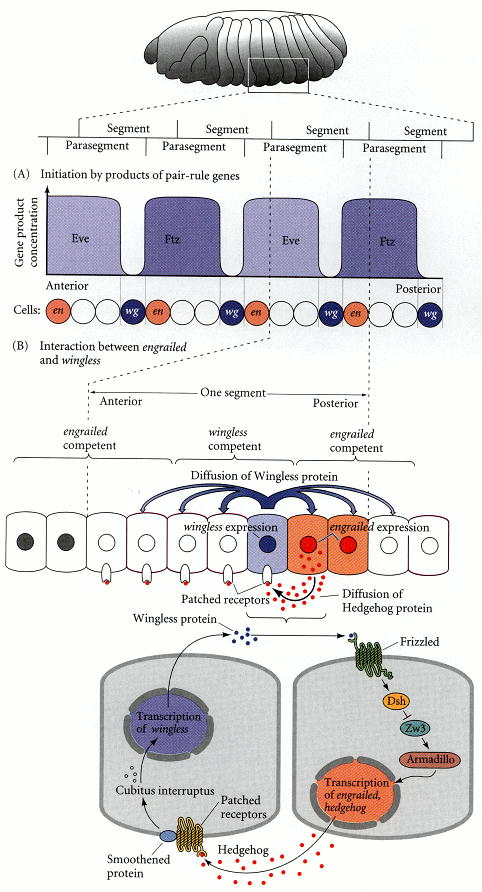 Segment Segment Segment Segment
Parasegment Parasegment Parasegment Parasegment
(A) Initiation by products of pair-rule genes
Gene product
concentration
Eve Ftz Eve Ftz
Anterior Posterior
Cells: en wg en wg en wg en wg
(B) Interaction between engrailed
and wingless
One segment
Anterior Posterior
engrailed
competent
wingless
competent
engrailed
competent
Diffusion of Wingless protein
wingless expression engrailed expression
Patched receptors
Diffusion of
Hedgehog protein
Wingless protein
Frizzled
Dsh
Zw3
Armadillo
Transcription
of wingless
Transcription
of engrailed,
hedgehog
Cubitus interruptus
Patched
receptors
Hedgehog
Smoothened
protein